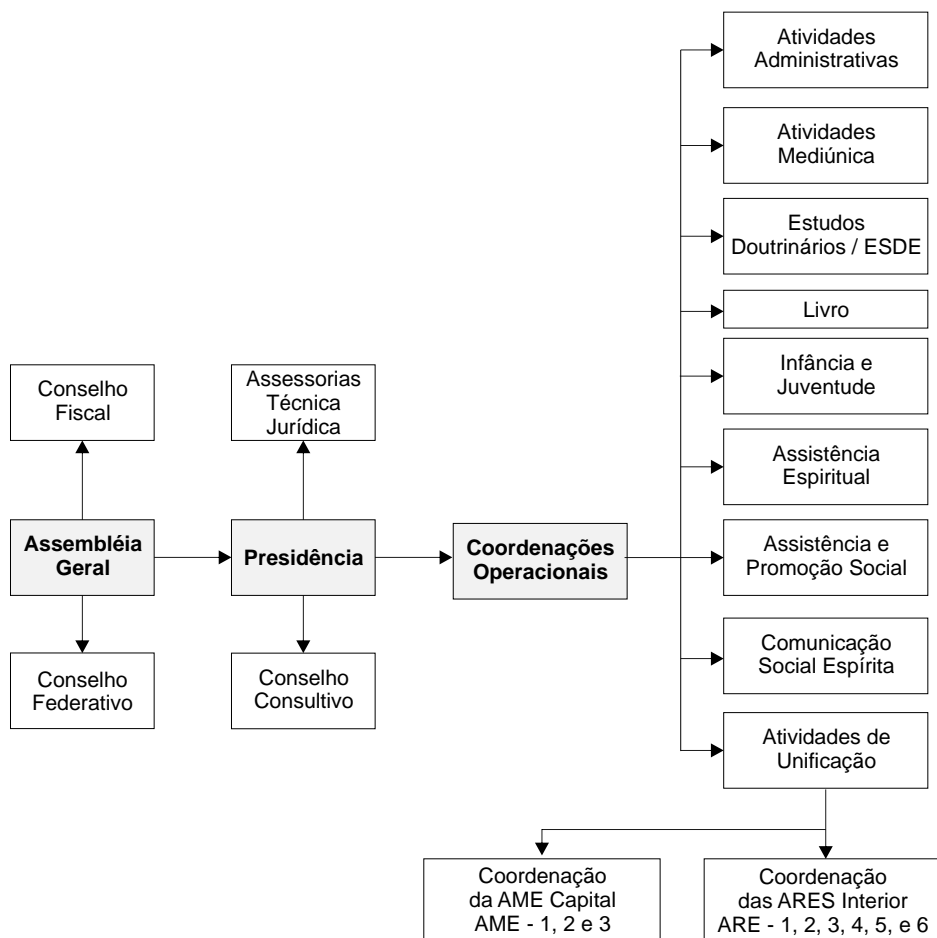 Atividades
Administrativas
Atividades
Mediúnica
Estudos
Doutrinários / ESDE
Livro
Infância e
Juventude
Conselho
Fiscal
Assessorias
Técnica
Jurídica
Assistência
Espiritual
Assembléia
Geral
Presidência
Coordenações
Operacionais
Assistência e
Promoção Social
Conselho
Federativo
Conselho
Consultivo
Comunicação
Social Espírita
Atividades de
Unificação
Coordenação
da AME Capital
AME - 1, 2 e 3
Coordenação
das ARES Interior
ARE - 1, 2, 3, 4, 5, e 6